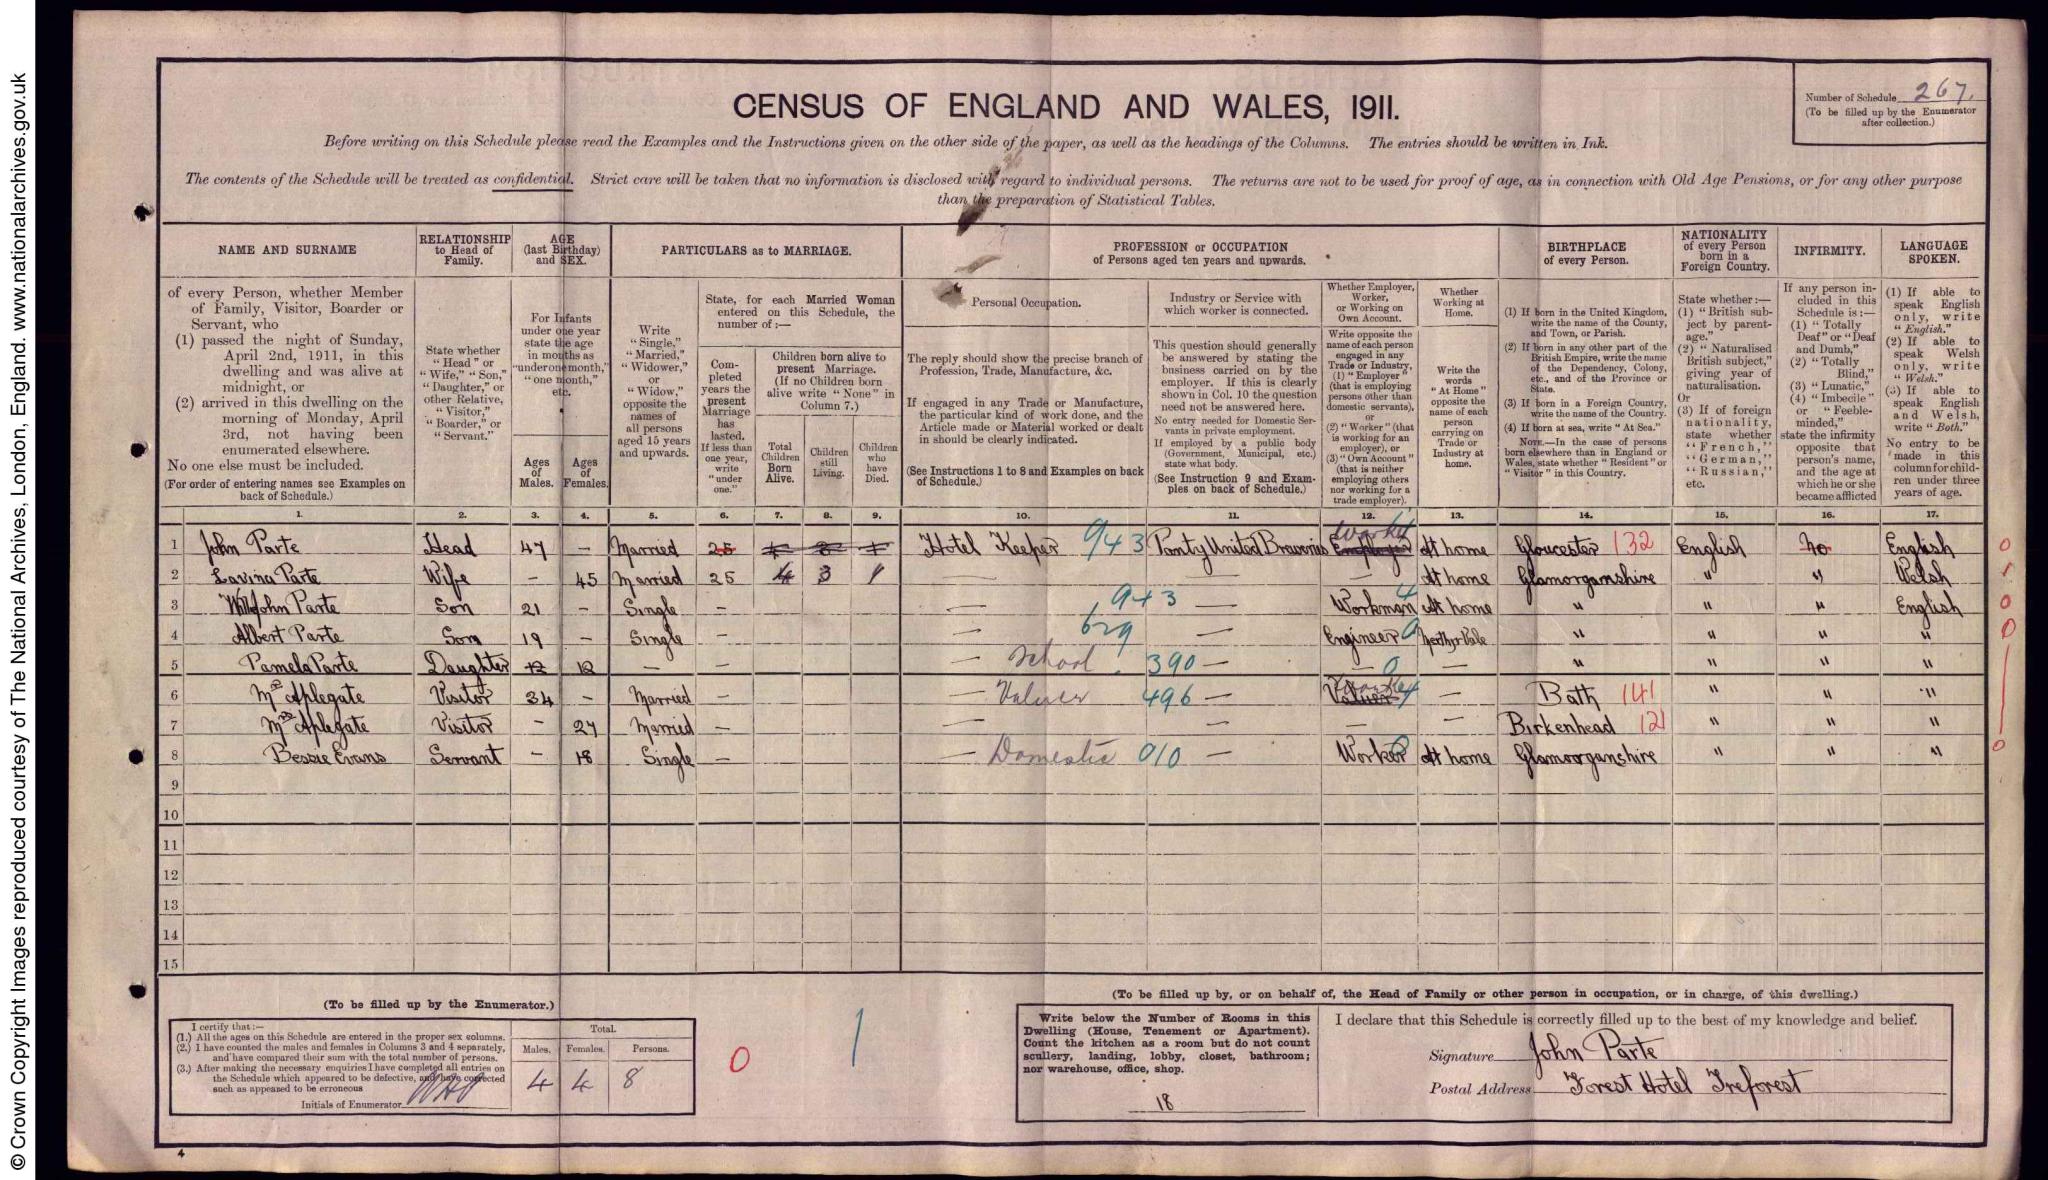 © Crown Copyright Images reproduced courtesy of The National Archives, London, England. www.nationalarchives.gov.uk
CENSUS OF ENGLAND AND WALES, 1911.
Number of Schedule 267.
(To be filled up by the Enumerator
after collection.)
Before writing on this Schedule please read the Examples and the Instructions given on the other side of the paper, as well as the headings of the Columns. The entries should be written in Ink.
The contents of the Schedule will be treated as confidential. Strict care will be taken that no information is disclosed with regard to individual persons. The returns are not to be used for proof of age, as in connection with Old Age Pensions, or for any other purpose
than the preparation of Statistical Tables.
NAME AND SURNAME
of every Person, whether Member
of Family, Visitor, Boarder or
Servant, who
(1) passed the night of Sunday,
April 2nd, 1911, in this
dwelling and was alive at
midnight, or
(2) arrived in this dwelling on the
morning of Monday, April
3rd, not having been
enumerated elsewhere.
No one else must be included.
(For order of entering names see Examples on
back of Schedule.)
RELATIONSHIP
to Head of
Family.
State whether
"Head" or
"Wife," "Son,"
"Daughter," or
other Relative,
"Visitor,"
"Boarder," or
"Servant."
AGE
(last Birthday)
and SEX.
For Infants
under one year
state the age
in months as
"under one month,"
"one month,"
etc.
Ages
of
Males.
Ages
of
Females.
PARTICULARS as to MARRIAGE.
Write
"Single,"
"Married,"
"Widower,"
or
"Widow,"
opposite the
names of
all persons
aged 15 years
and upwards.
State, for each Married Woman
entered on this Schedule, the
number of:—
Com-
pleted
years the
present
Marriage
has
lasted.
If less than
one year,
write
"under
one."
Children born alive to
present Marriage.
(If no Children born
alive write "None" in
Column 7.)
Total
Children
Born
Alive.
Children
still
Living.
Children
who
have
Died.
PROFESSION or OCCUPATION
of Persons aged ten years and upwards.
Personal Occupation.
The reply should show the precise branch of
Profession, Trade, Manufacture, &c.
If engaged in any Trade or Manufacture,
the particular kind of work done, and the
Article made or Material worked or dealt
in should be clearly indicated.
(See Instructions 1 to 8 and Examples on back
of Schedule.)
Industry or Service with
which worker is connected.
This question should generally
be answered by stating the
business carried on by the
employer. If this is clearly
shown in Col. 10 the question
need not be answered here.
No entry needed for Domestic Ser-
vants in private employment.
If employed by a public body
(Government, Municipal, etc.)
state what body.
(See Instruction 9 and Exam-
ples on back of Schedule.)
Whether Employer,
Worker,
or Working on
Own Account.
Write opposite the
name of each person
engaged in any
Trade or Industry,
(1) "Employer"
(that is employing
persons other than
domestic servants),
or
(2) "Worker" (that
is working for an
employer), or
(3) "Own Account"
(that is neither
employing others
nor working for a
trade employer).
Whether
Working at
Home.
Write the
words
"At Home"
opposite the
name of each
person
carrying on
Trade or
Industry at
home.
BIRTHPLACE
of every Person.
(1) If born in the United Kingdom,
write the name of the County,
and Town, or Parish.
(2) If born in any other part of the
British Empire, write the name
of the Dependency, Colony,
etc., and of the Province or
State.
(3) If born in a Foreign Country,
write the name of the Country.
(4) If born at sea, write "At Sea."
NOTE.—In the case of persons
born elsewhere than in England or
Wales, state whether "Resident" or
"Visitor" in this Country.
NATIONALITY
of every Person
born in a
Foreign Country.
State whether:—
(1) "British sub-
ject by parent-
age."
(2) "Naturalised
British subject,"
giving year of
naturalisation.
Or
(3) If of foreign
nationality,
state whether
"French,"
"German,"
"Russian,"
etc.
INFIRMITY.
If any person in-
cluded in this
Schedule is:—
(1) "Totally
Deaf" or "Deaf
and Dumb,"
(2) "Totally
Blind,"
(3) "Lunatic,"
(4) "Imbecile"
or "Feeble-
minded,"
state the infirmity
opposite that
person's name,
and the age at
which he or she
became afflicted
LANGUAGE
SPOKEN.
(1) If able to
speak English
only, write
"English."
(2) If able to
speak Welsh
only, write
"Welsh."
(3) If able to
speak English
and Welsh,
write "Both."
No entry to be
made in this
column for child-
ren under three
years of age.
1. 2. 3. 4. 5. 6. 7. 8. 9. 10. 11. 12. 13. 14. 15. 16. 17.
1 John Parte Head 47 – Married 25 Hotel Keeper 943 Ponty United Brewries Worker Employer At home Gloucester 132 English No English 0
2 Lavina Parte Wife – 45 Married 25 4 3 1 — — — At home Glamorganshire " " Welsh 1
3 Will John Parte Son 21 – Single – — 943 — Workman 4 At home " " " English 0
4 Albert Parte Son 19 – Single – — 629 — Engineer " " " " 0
5 Pamela Parte Daughter 12 12 — – — School 390 — — 0 — " " " "
6 Mr Aplegate Visitor 34 – Married – — Valuer 496 — Valuer — Bath 141 " " "
7 Mrs Aplegate Visitor – 27 Married – — — — — Birkenhead 121 " " "
8 Bessie Evans Servant – 18 Single – — Domestic 010 — Worker At home Glamorganshire " " " 0
9
10
11
12
13
14
15
(To be filled up by the Enumerator.)
I certify that:—
(1.) All the ages on this Schedule are entered in the proper sex columns.
(2.) I have counted the males and females in Columns 3 and 4 separately,
and have compared their sum with the total number of persons.
(3.) After making the necessary enquiries I have completed all entries on
the Schedule which appeared to be defective, and have corrected
such as appeared to be erroneous
Initials of Enumerator
Total.
Males. Females. Persons.
4 4 8
0
1
(To be filled up by, or on behalf of, the Head of Family or other person in occupation, or in charge, of this dwelling.)
Write below the Number of Rooms in this
Dwelling (House, Tenement or Apartment).
Count the kitchen as a room but do not count
scullery, landing, lobby, closet, bathroom;
nor warehouse, office, shop.
18
I declare that this Schedule is correctly filled up to the best of my knowledge and belief.
Signature John Parte
Postal Address Forest Hotel Treforest
4